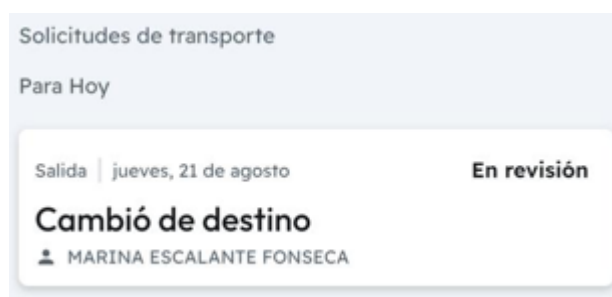 Solicitudes de transporte
Para Hoy
Salida | jueves, 21 de agosto En revisión
Cambió de destino
MARINA ESCALANTE FONSECA